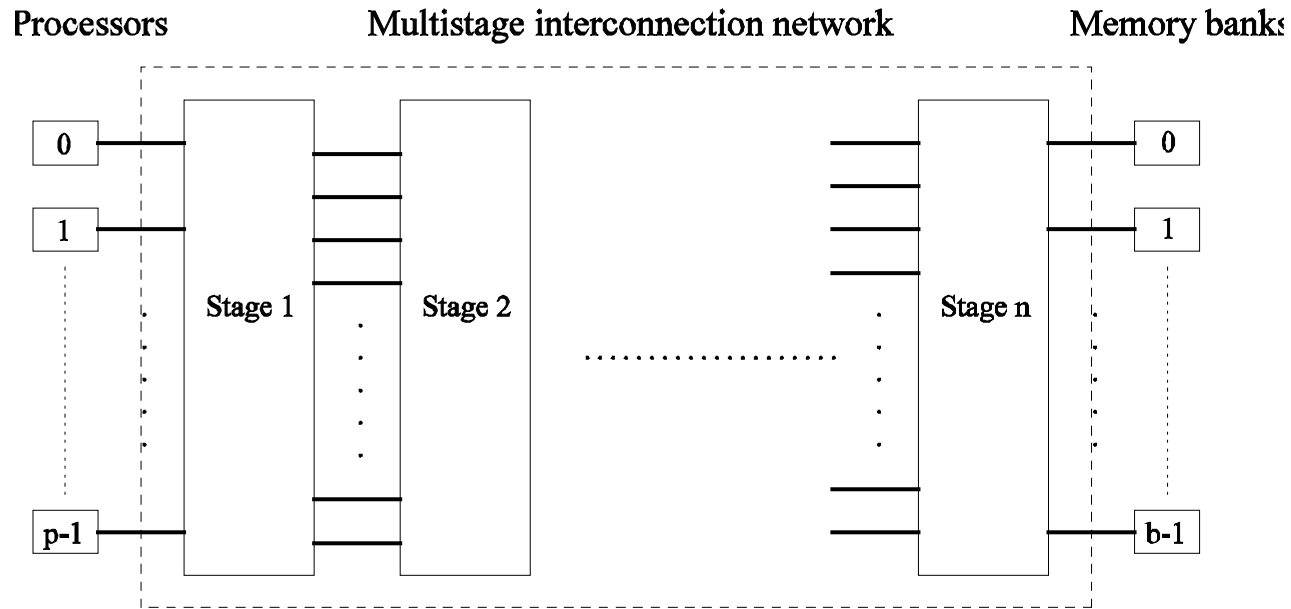 Processors Multistage interconnection network Memory banks
0 0
1 1
Stage 1 Stage 2 Stage n
p-1 b-1